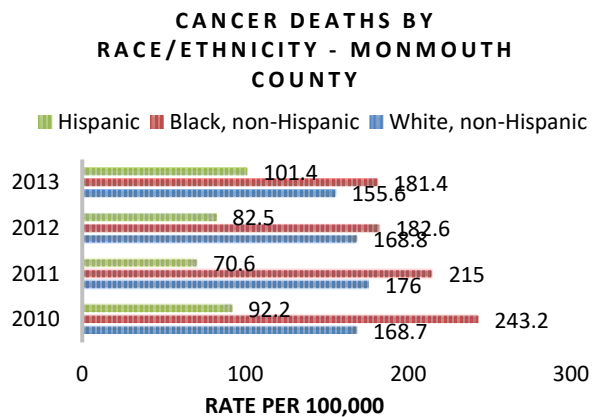 CANCER DEATHS BY
RACE/ETHNICITY - MONMOUTH
COUNTY
Hispanic Black, non-Hispanic White, non-Hispanic
101.4
2013 181.4
155.6
82.5
2012 182.6
168.8
70.6
2011 215
176
92.2
2010 243.2
168.7
0 100 200 300
RATE PER 100,000